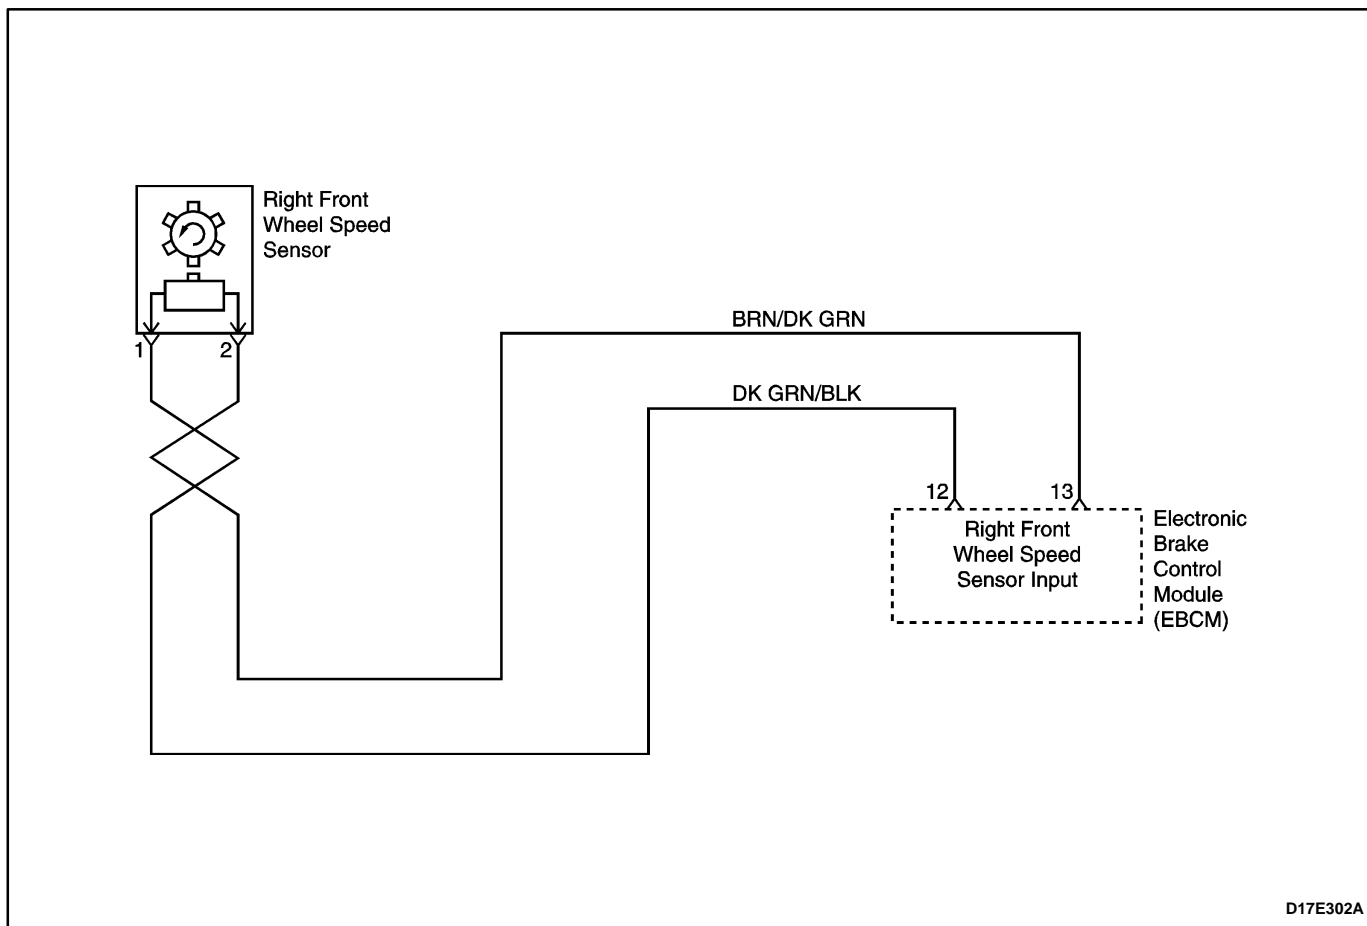 Right Front
Wheel Speed
Sensor
1
2
BRN/DK GRN
DK GRN/BLK
12
13
Right Front
Wheel Speed
Sensor Input
Electronic
Brake
Control
Module
(EBCM)
D17E302A